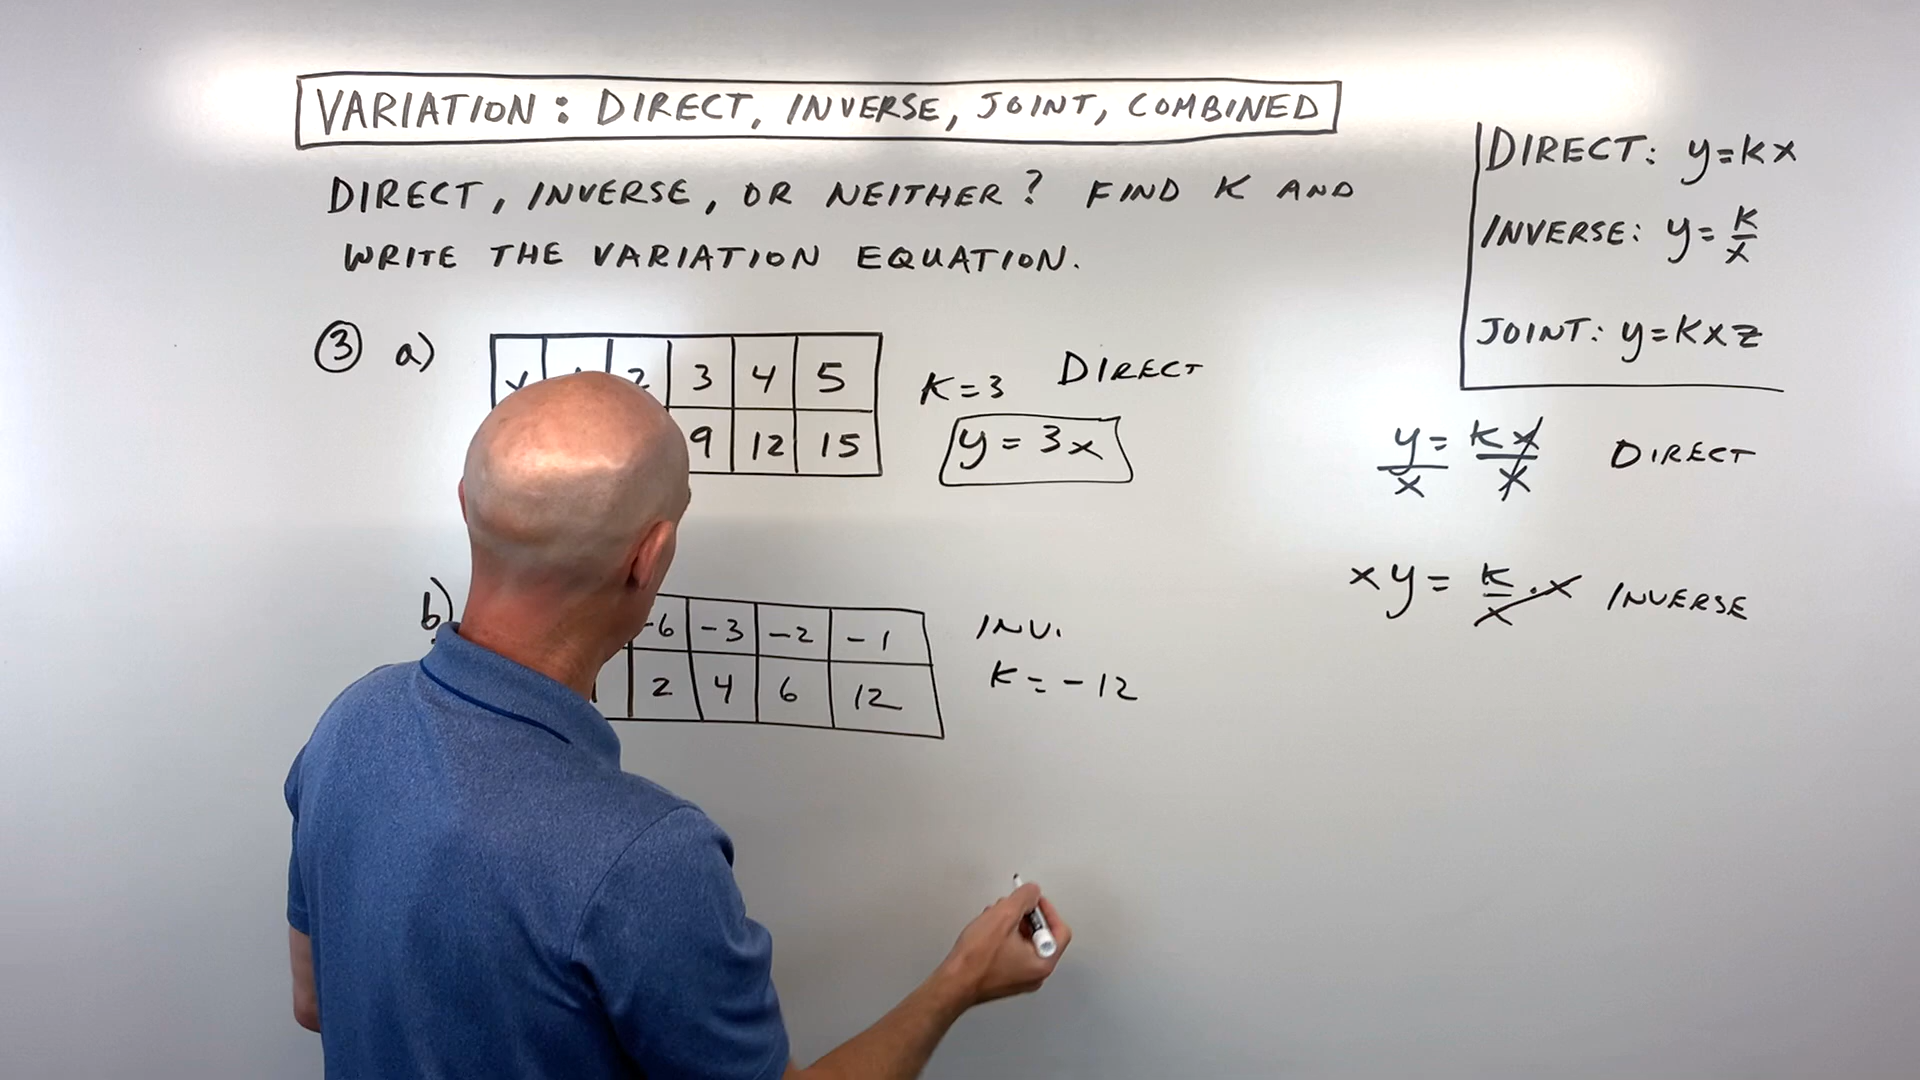 VARIATION: DIRECT, INVERSE, JOINT, COMBINED
DIRECT, INVERSE, OR NEITHER? FIND K AND
WRITE THE VARIATION EQUATION.
DIRECT: y=kx
INVERSE: y=k/x
JOINT: y=kxz
③ a)
2 3 4 5
9 12 15
K=3 DIRECT
y=3x
y/x = kx/x DIRECT
xy = k/x · x INVERSE
b)
-6 -3 -2 -1
2 4 6 12
INV.
K=-12